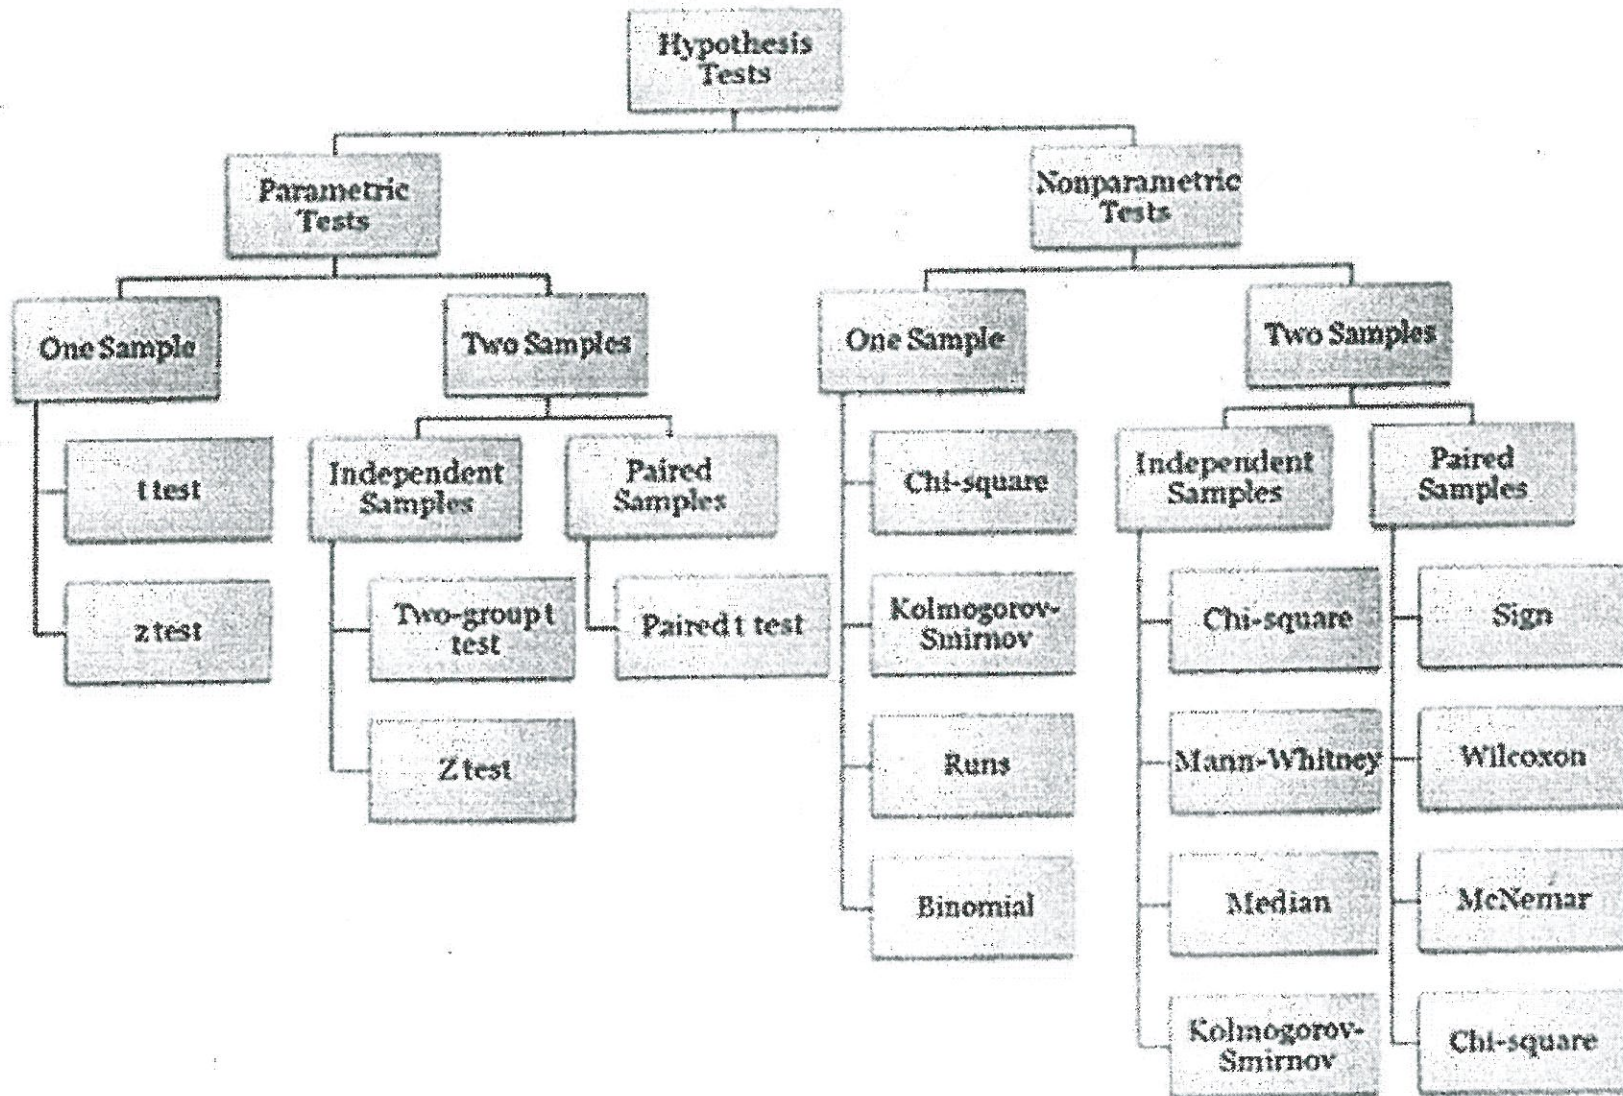 Hypothesis
Tests
Parametric
Tests
Nonparametric
Tests
One Sample
Two Samples
One Sample
Two Samples
t test
z test
Independent
Samples
Paired
Samples
Two-group t
test
Z test
Paired t test
Chi-square
Kolmogorov-
Smirnov
Runs
Binomial
Independent
Samples
Paired
Samples
Chi-square
Mann-Whitney
Median
Kolmogorov-
Smirnov
Sign
Wilcoxon
McNemar
Chi-square